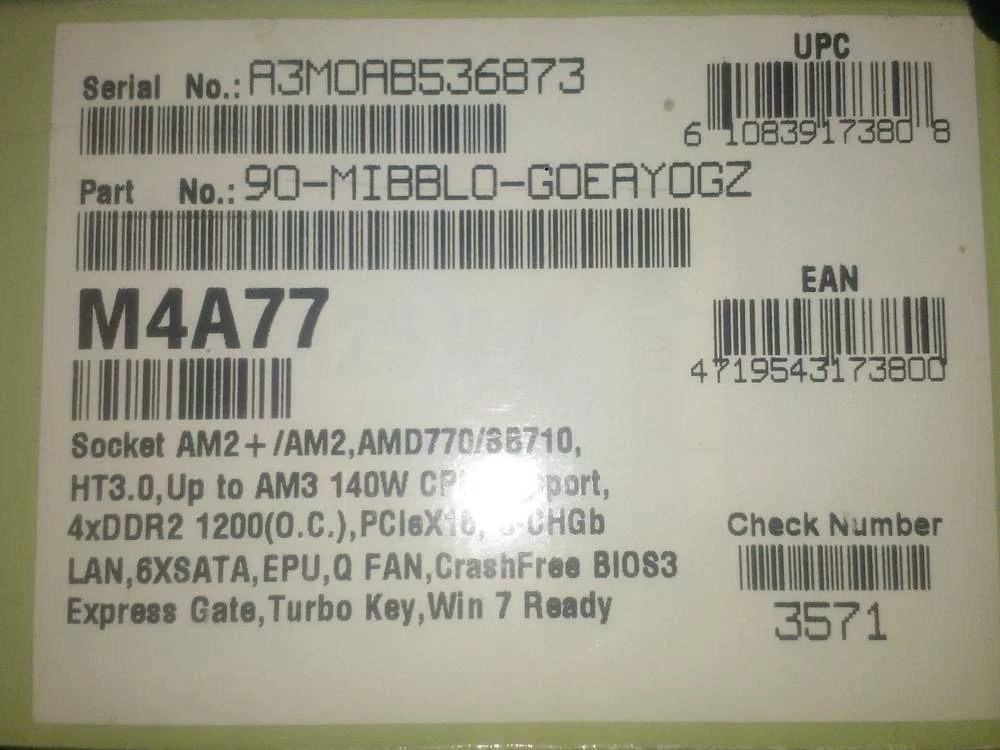 Serial No.: A3M0AB536873
UPC
6 10839 17380 8
Part No.: 90-MIBBL0-G0EAY0GZ
M4A77
EAN
4719543173800
Socket AM2+/AM2,AMD770/SB710,
HT3.0,Up to AM3 140W
4xDDR2 1200(O.C.),
LAN,6XSATA,EPU,Q FAN,CrashFree BIOS3
Express Gate,Turbo Key,Win 7 Ready
Check Number
3571